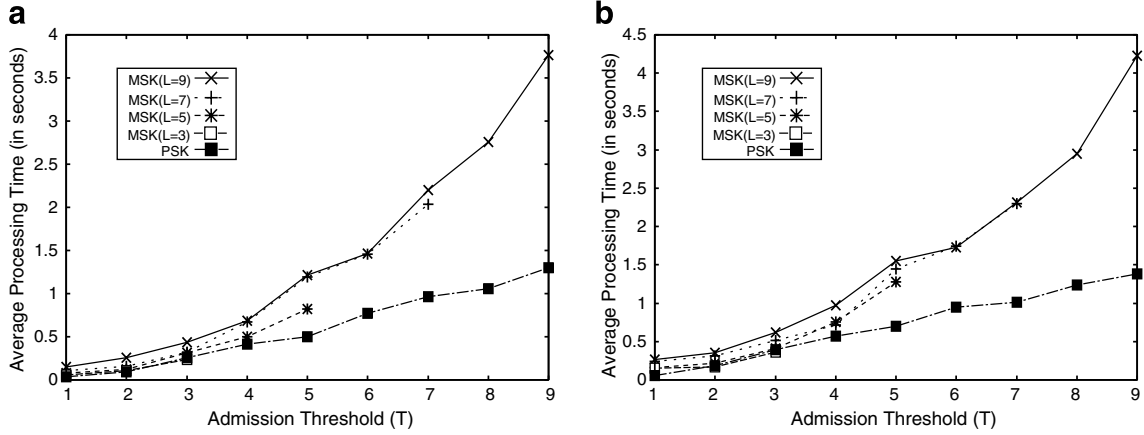 a
4
3.5
3
2.5
2
1.5
1
0.5
0
Average Processing Time (in seconds)
MSK(L=9)
MSK(L=7)
MSK(L=5)
MSK(L=3)
PSK
1 2 3 4 5 6 7 8 9
Admission Threshold (T)
b
4.5
4
3.5
3
2.5
2
1.5
1
0.5
0
Average Processing Time (in seconds)
MSK(L=9)
MSK(L=7)
MSK(L=5)
MSK(L=3)
PSK
1 2 3 4 5 6 7 8 9
Admission Threshold (T)